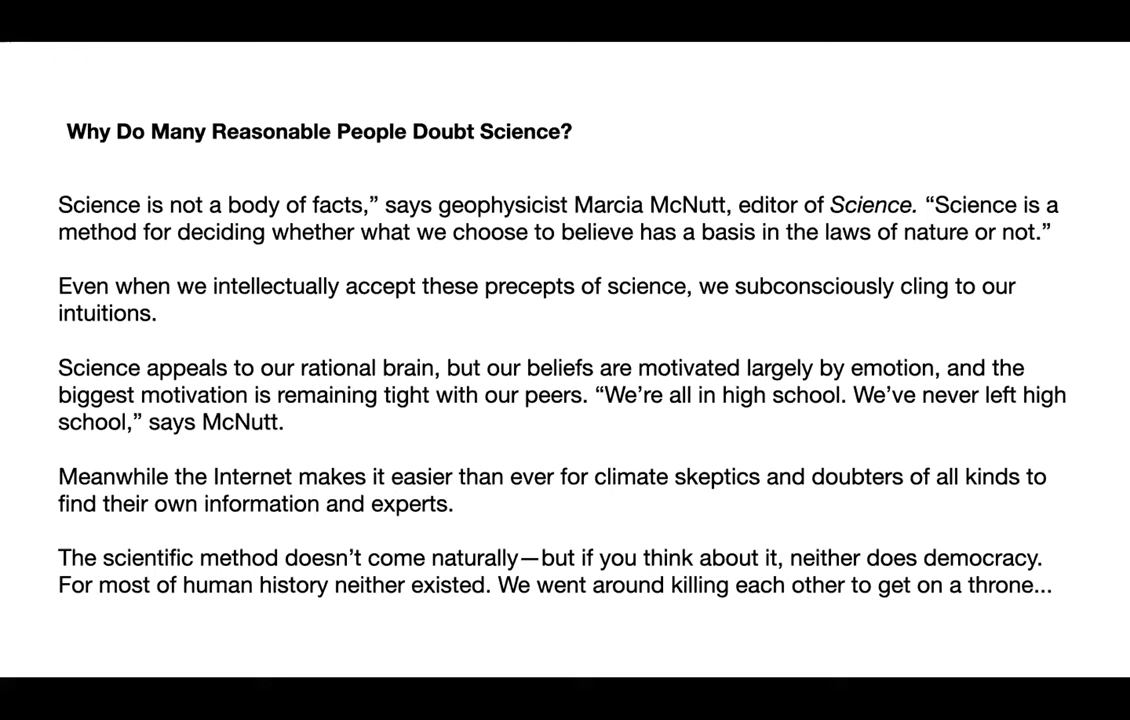 Why Do Many Reasonable People Doubt Science?
Science is not a body of facts,” says geophysicist Marcia McNutt, editor of Science. “Science is a
method for deciding whether what we choose to believe has a basis in the laws of nature or not.”
Even when we intellectually accept these precepts of science, we subconsciously cling to our
intuitions.
Science appeals to our rational brain, but our beliefs are motivated largely by emotion, and the
biggest motivation is remaining tight with our peers. “We’re all in high school. We’ve never left high
school,” says McNutt.
Meanwhile the Internet makes it easier than ever for climate skeptics and doubters of all kinds to
find their own information and experts.
The scientific method doesn’t come naturally—but if you think about it, neither does democracy.
For most of human history neither existed. We went around killing each other to get on a throne...